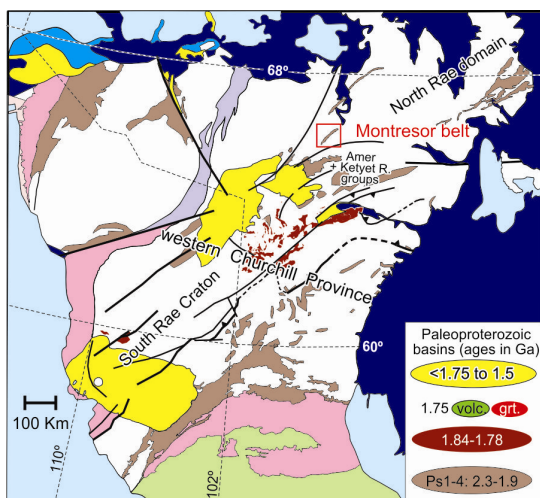 68º
North Rae domain
Montresor belt
Amer
+ Ketyet R.
groups
western Churchill Province
South Rae Craton
60º
100 Km
110º
102º
Paleoproterozoic
basins (ages in Ga)
<1.75 to 1.5
1.75 volc. grt.
1.84-1.78
Ps1-4: 2.3-1.9